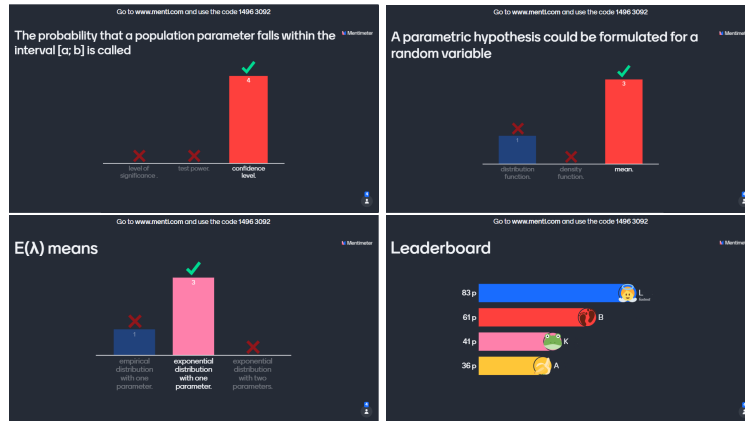 Go to www.menti.com and use the code 1496 3092
The probability that a population parameter falls within the
interval [a; b] is called
Mentimeter
4
level of
significance.
test power.
confidence
level.
4
Go to www.menti.com and use the code 1496 3092
A parametric hypothesis could be formulated for a
random variable
Mentimeter
1
3
distribution
function.
density
function.
mean.
Go to www.menti.com and use the code 1496 3092
E(λ) means
Mentimeter
1
3
empirical
distribution
with one
parameter.
exponential
distribution
with one
parameter.
exponential
distribution
with two
parameters.
Go to www.menti.com and use the code 1496 3092
Leaderboard
Mentimeter
83 p
L
61 p
B
41 p
K
36 p
A